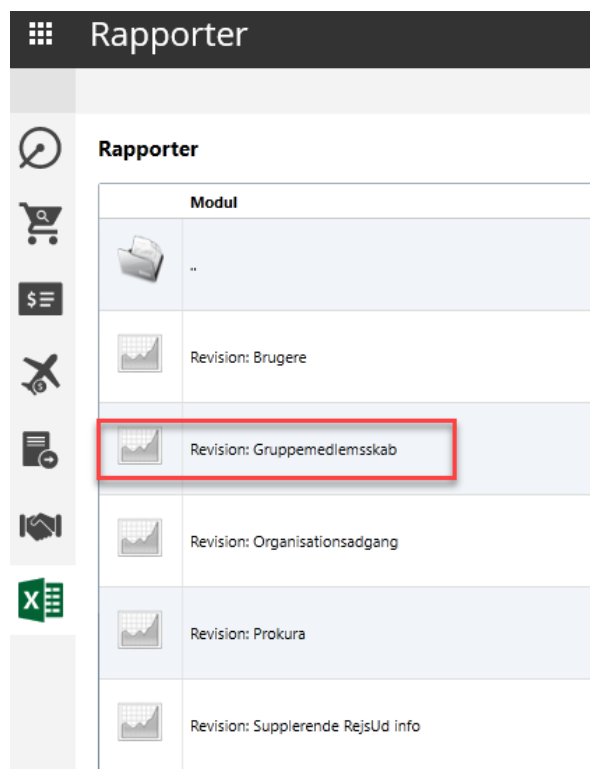 Rapporter
Rapporter
Modul
..
Revision: Brugere
$
$
Revision: Gruppemedlemsskab
Revision: Organisationsadgang
X
Revision: Prokura
Revision: Supplerende RejsUd info